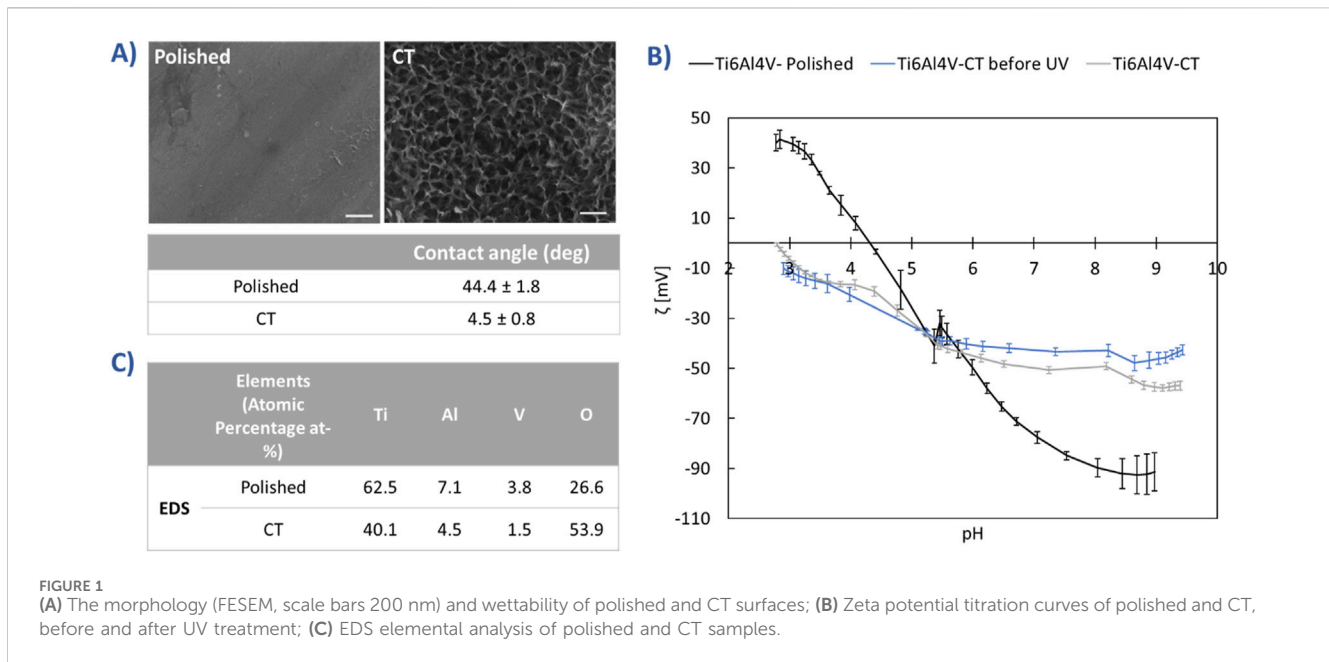 A)
Polished
CT
Contact angle (deg)
Polished 44.4 ± 1.8
CT 4.5 ± 0.8
B)
Ti6Al4V- Polished Ti6Al4V-CT before UV Ti6Al4V-CT
50
30
10
-10
-30
-50
-70
-90
-110
2 3 4 5 6 7 8 9 10
ζ [mV]
pH
C)
Elements
(Atomic
Percentage at-
%)
Ti Al V O
EDS
Polished 62.5 7.1 3.8 26.6
CT 40.1 4.5 1.5 53.9
FIGURE 1
(A) The morphology (FESEM, scale bars 200 nm) and wettability of polished and CT surfaces; (B) Zeta potential titration curves of polished and CT,
before and after UV treatment; (C) EDS elemental analysis of polished and CT samples.